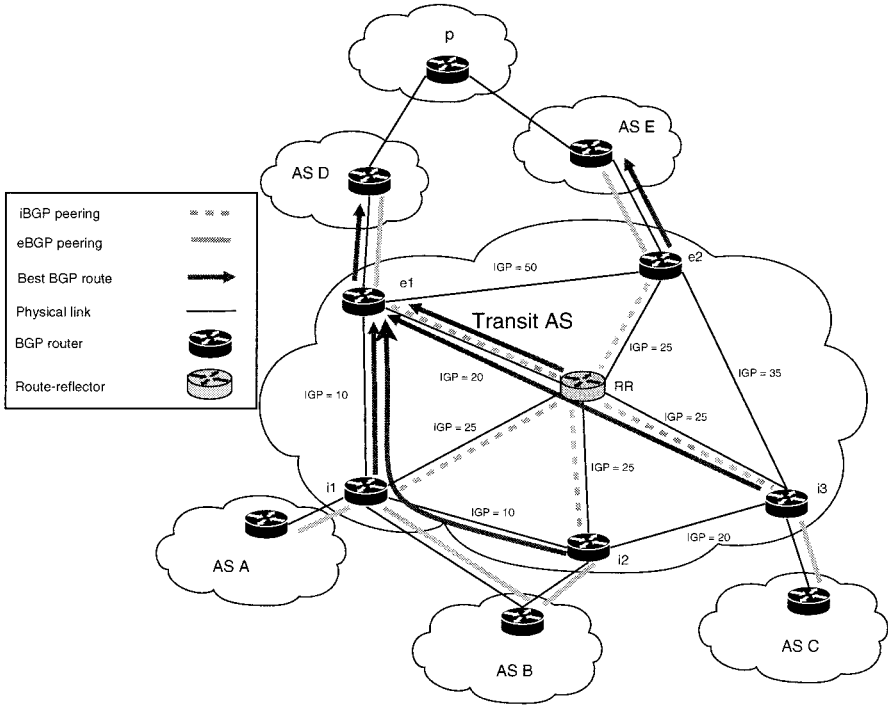 p
AS E
AS D
iBGP peering
eBGP peering
Best BGP route
Physical link
BGP router
Route-reflector
IGP = 50
e2
e1
Transit AS
IGP = 25
IGP = 35
IGP = 20
RR
IGP = 10
IGP = 25
IGP = 25
IGP = 25
i1
i3
IGP = 10
IGP = 20
i2
AS A
AS B
AS C